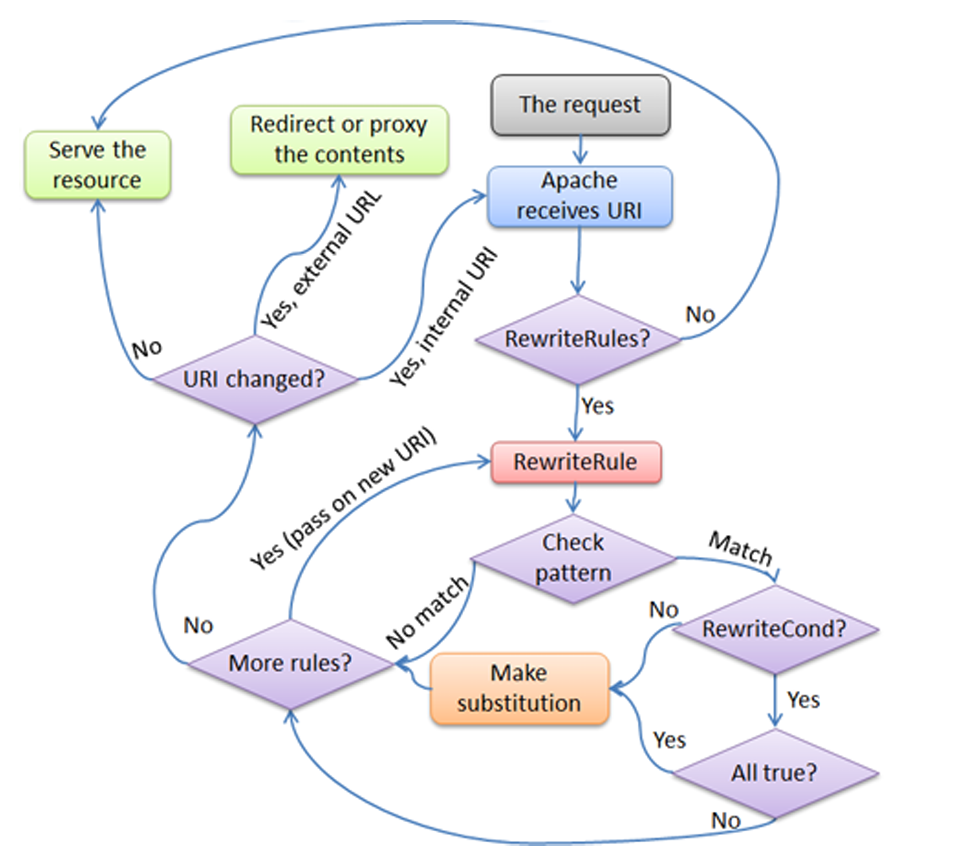 The request
Serve the
resource
Redirect or proxy
the contents
Apache
receives URI
Yes, external URL
Yes, internal URI
No
RewriteRules?
No
URI changed?
Yes
Yes (pass on new URI)
RewriteRule
Check
pattern
Match
No match
No
RewriteCond?
No
More rules?
Make
substitution
Yes
Yes
All true?
No